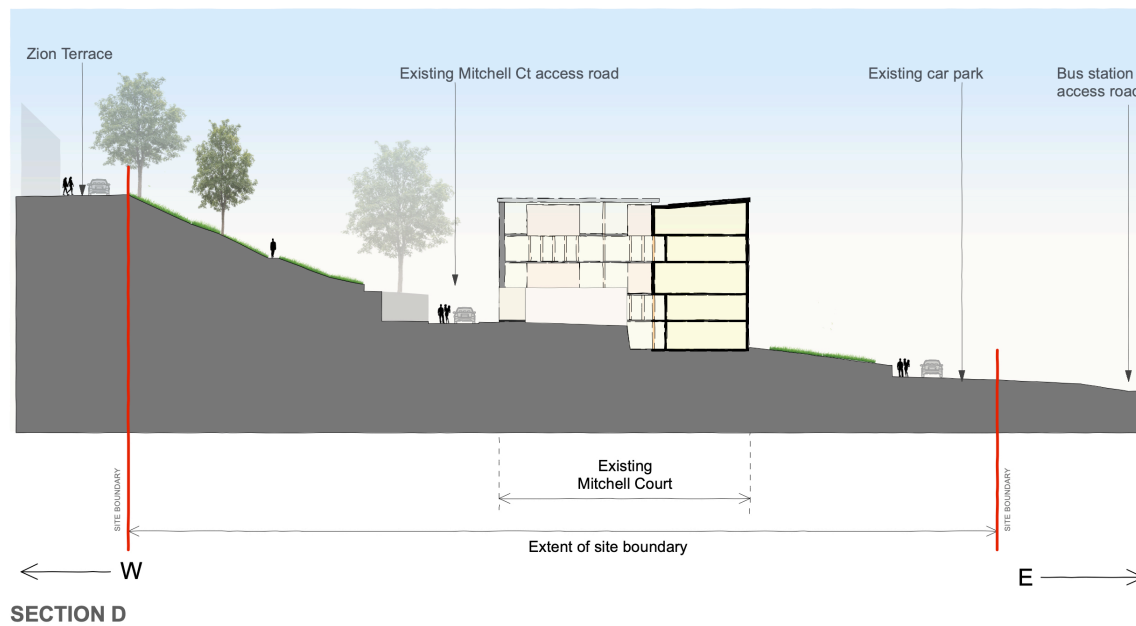 Zion Terrace
Existing Mitchell Ct access road
Existing car park
Bus station
access road
Existing
Mitchell Court
SITE BOUNDARY
SITE BOUNDARY
Extent of site boundary
W
E
SECTION D